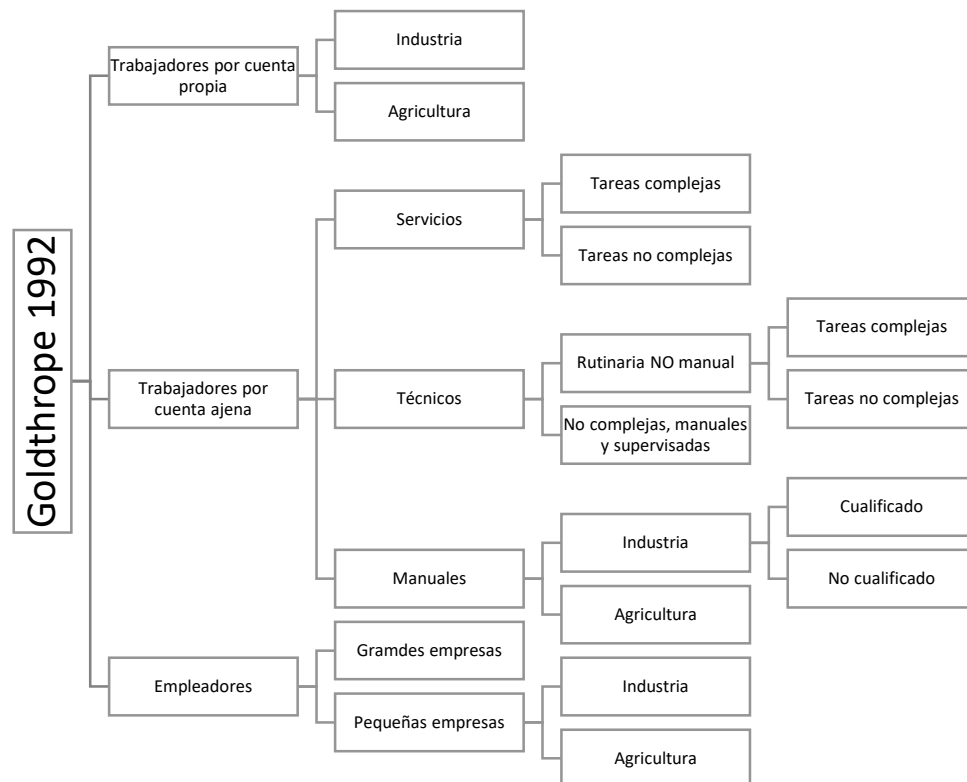 Goldthrope 1992
Trabajadores por cuenta
propia
Industria
Agricultura
Trabajadores por
cuenta ajena
Servicios
Tareas complejas
Tareas no complejas
Técnicos
Rutinaria NO manual
Tareas complejas
Tareas no complejas
No complejas, manuales
y supervisadas
Manuales
Industria
Cualificado
No cualificado
Agricultura
Empleadores
Gramdes empresas
Pequeñas empresas
Industria
Agricultura